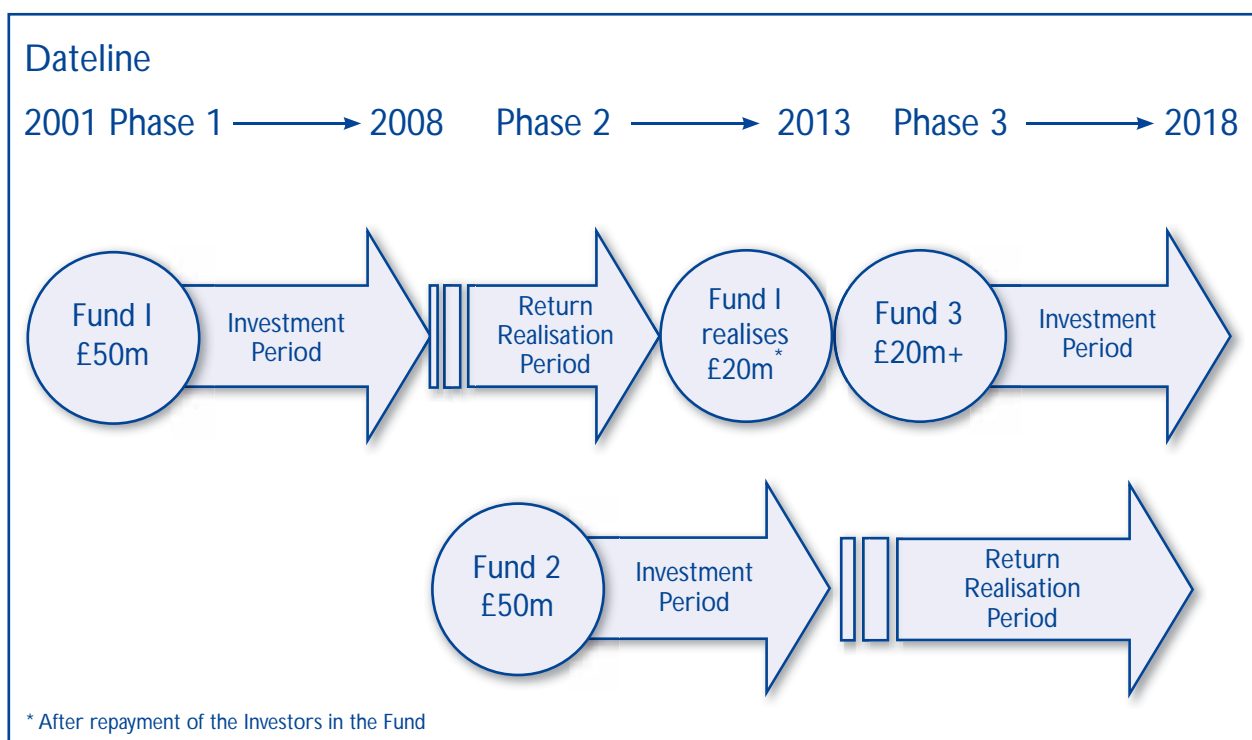 Dateline
2001 Phase 1 2008 Phase 2 2013 Phase 3 2018
Fund I
£50m
Investment
Period
Return
Realisation
Period
Fund I
realises
£20m*
Fund 3
£20m+
Investment
Period
Fund 2
£50m
Investment
Period
Return
Realisation
Period
* After repayment of the Investors in the Fund